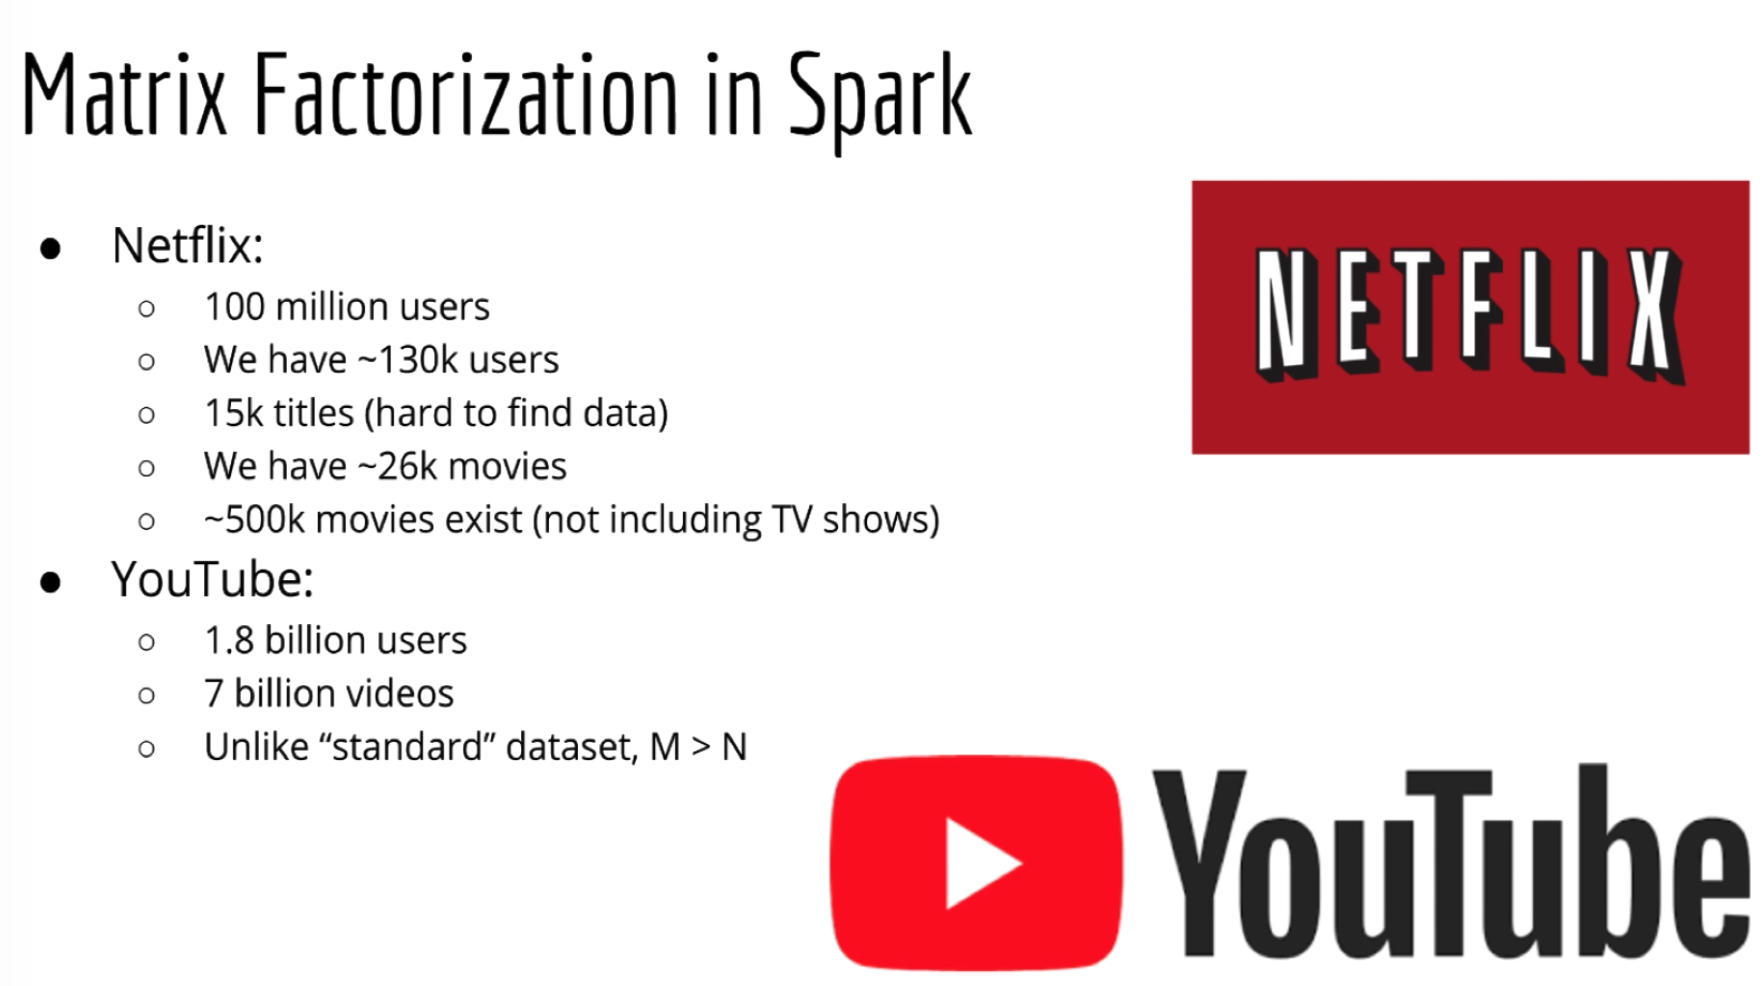 Matrix Factorization in Spark
● Netflix:
○ 100 million users
○ We have ~130k users
○ 15k titles (hard to find data)
○ We have ~26k movies
○ ~500k movies exist (not including TV shows)
● YouTube:
○ 1.8 billion users
○ 7 billion videos
○ Unlike “standard” dataset, M > N
NETFLIX
YouTube